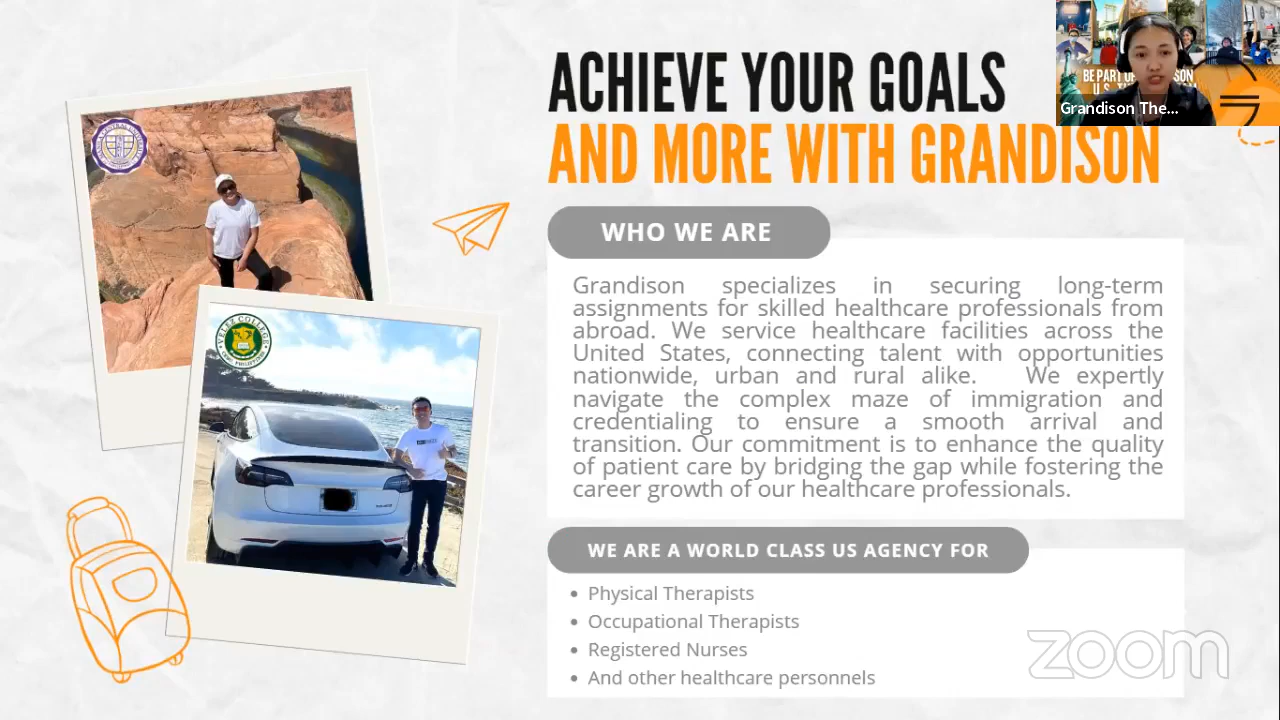 ACHIEVE YOUR GOALS
AND MORE WITH GRANDISON
BE PART OF
Grandison The...
WHO WE ARE
Grandison specializes in securing long-term
assignments for skilled healthcare professionals from
abroad. We service healthcare facilities across the
United States, connecting talent with opportunities
nationwide, urban and rural alike. We expertly
navigate the complex maze of immigration and
credentialing to ensure a smooth arrival and
transition. Our commitment is to enhance the quality
of patient care by bridging the gap while fostering the
career growth of our healthcare professionals.
WE ARE A WORLD CLASS US AGENCY FOR
• Physical Therapists
• Occupational Therapists
• Registered Nurses
• And other healthcare personnels
VELEZ COLLEGE
zoom